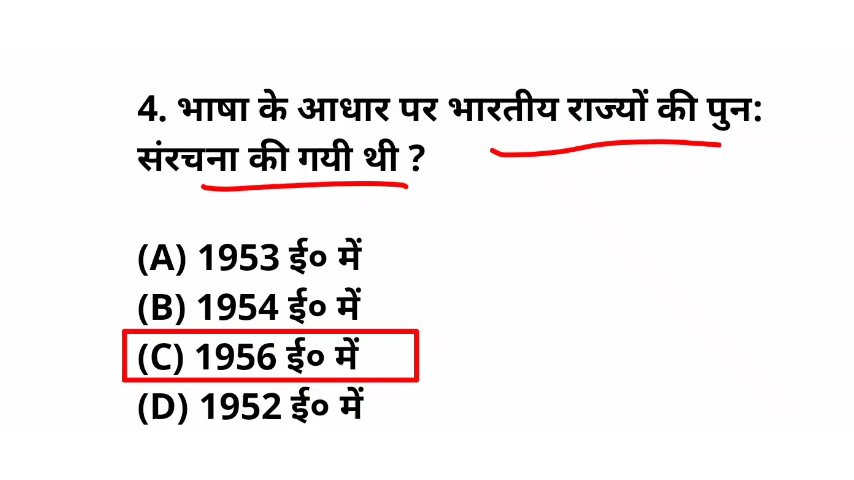 4. भाषा के आधार पर भारतीय राज्यों की पुन:
संरचना की गयी थी ?
(A) 1953 ई० में
(B) 1954 ई० में
(C) 1956 ई० में
(D) 1952 ई० में